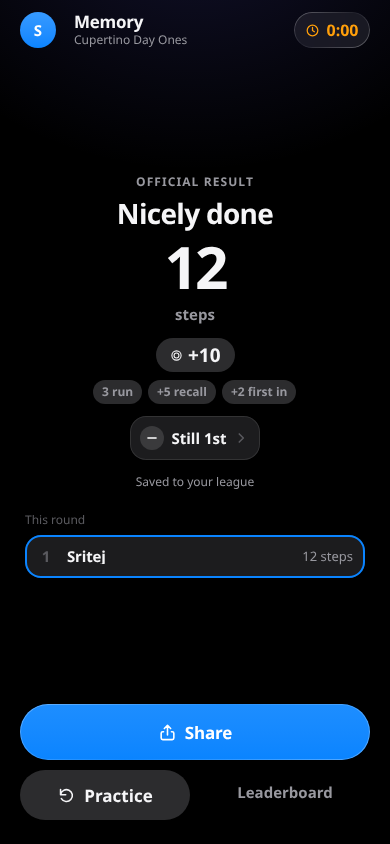 S
Memory
Cupertino Day Ones
0:00
OFFICIAL RESULT
Nicely done
12
steps
+10
3 run
+5 recall
+2 first in
Still 1st
Saved to your league
This round
1 Sritej 12 steps
Share
Practice
Leaderboard